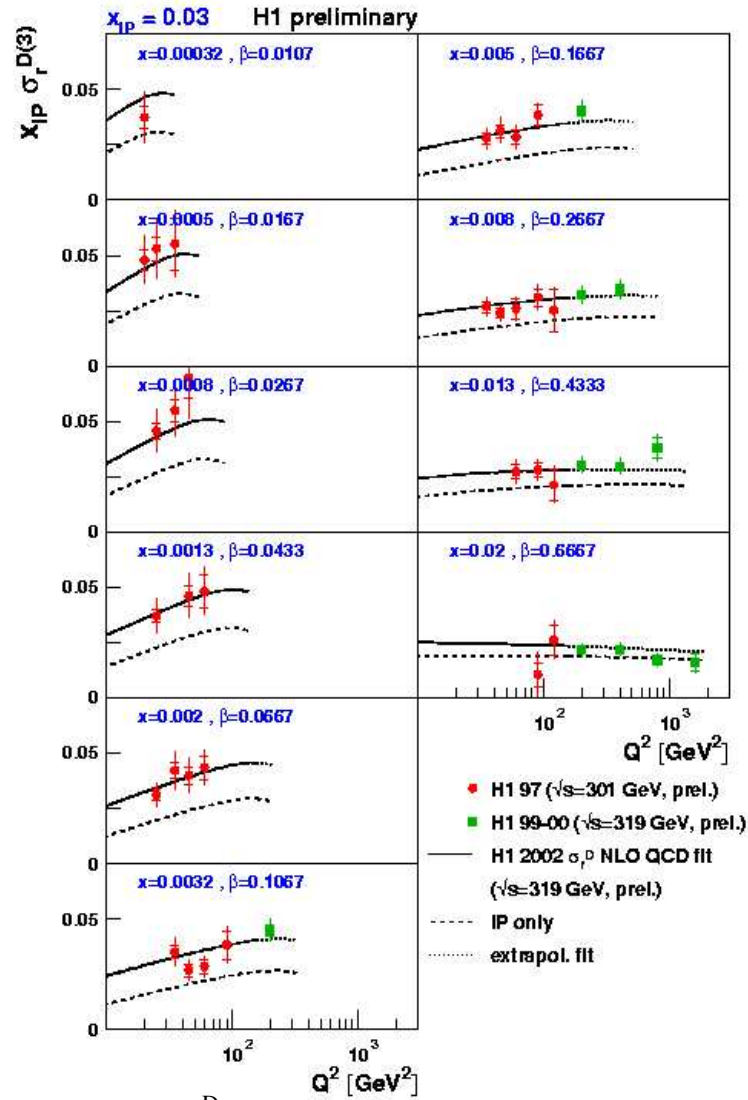 x_IP = 0.03 H1 preliminary
x_IP σ_r^D(3)
x=0.00032 , β=0.0107
0.05
0
x=0.0005 , β=0.0167
0.05
0
x=0.0008 , β=0.0267
0.05
0
x=0.0013 , β=0.0433
0.05
0
x=0.002 , β=0.0667
0.05
0
x=0.0032 , β=0.1067
0.05
0
10^2 10^3
Q^2 [GeV^2]
x=0.005 , β=0.1667
x=0.008 , β=0.2667
x=0.013 , β=0.4333
x=0.02 , β=0.6667
10^2 10^3
Q^2 [GeV^2]
H1 97 (√s=301 GeV, prel.)
H1 99-00 (√s=319 GeV, prel.)
H1 2002 σ_r^D NLO QCD fit
(√s=319 GeV, prel.)
IP only
extrapol. fit
D